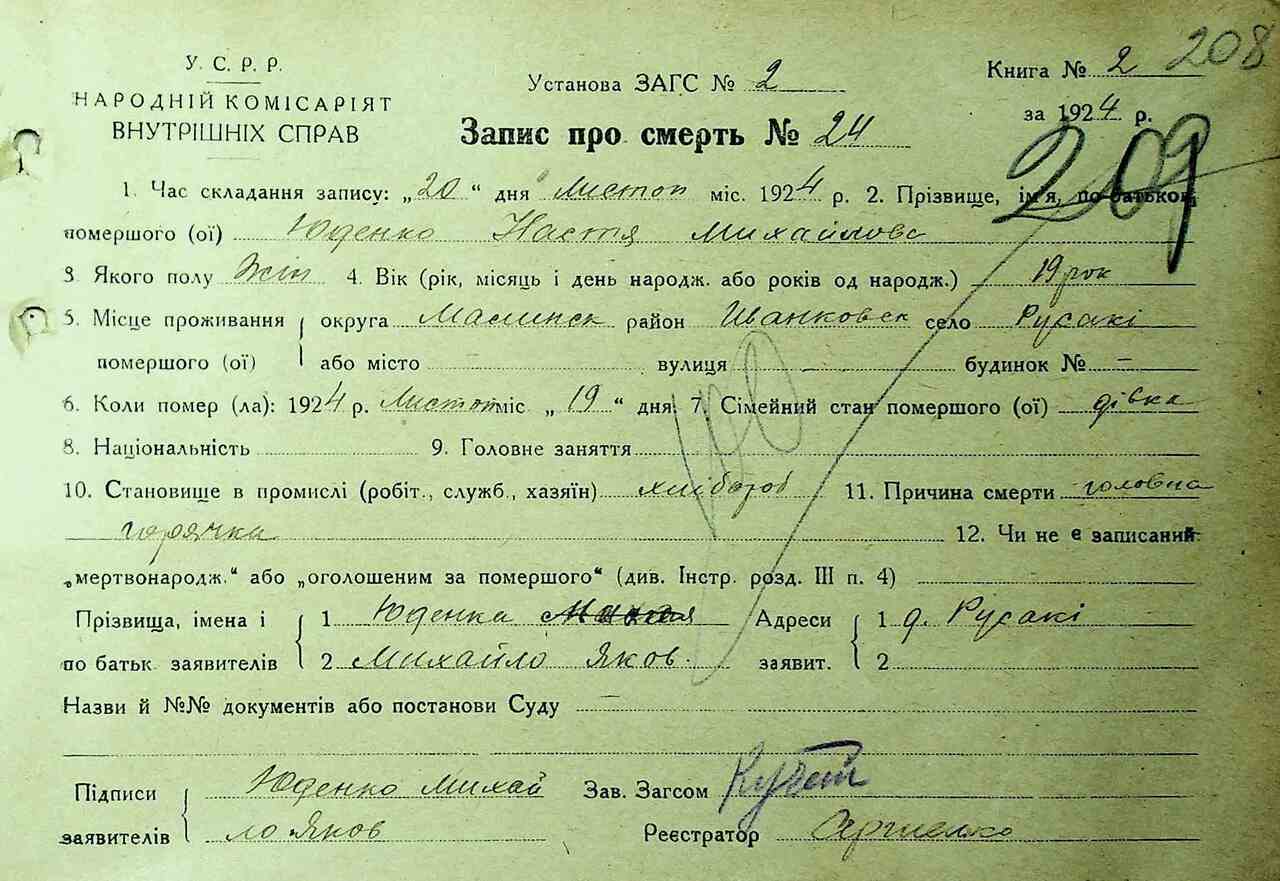 208
У. С. Р. Р.
НАРОДНІЙ КОМІСАРІЯТ
ВНУТРІШНІХ СПРАВ
Установа ЗАГС № 2
Книга № 2
за 1924 р.
Запис про смерть № 24
209
1. Час складання запису: „20“ дня Листоп міс. 1924 р. 2. Прізвище, ім'я, по батькові
помершого (ої) Юденко Настя Михайлова
3. Якого полу Жін 4. Вік (рік, місяць і день народж. або років од народж.) 19 рок
5. Місце проживання округа Малинск район Иванковск село Русакі
помершого (ої) або місто вулиця будинок № —
6. Коли помер (ла): 1924 р. Листоп міс „19“ дня. 7. Сімейний стан помершого (ої) дівка
8. Національність 9. Головне заняття
10. Становище в промислі (робіт., служб., хазяїн) хлібороб 11. Причина смерти головна
горячка 12. Чи не є записаний
„мертвонародж.“ або „оголошеним за помершого“ (див. Інстр. розд. III п. 4)
Прізвища, імена і 1 Юденка Адреси 1 д. Русакі
по батьк. заявителів 2 Михайло Яков. заявит. 2
Назви й №№ документів або постанови Суду —
Підписи Юденко Михай Зав. Загсом
заявителів ло Яков Реєстратор